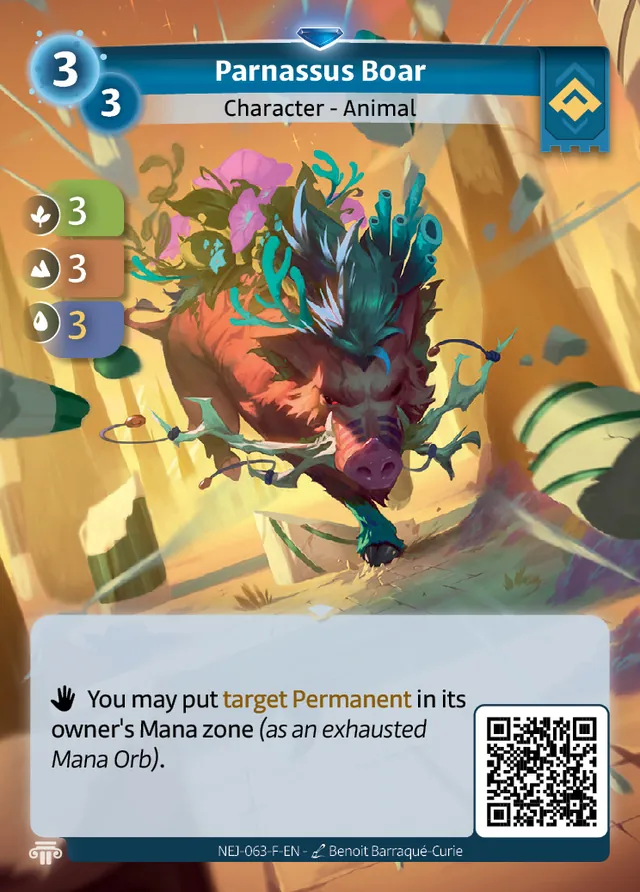 3
3
Parnassus Boar
Character - Animal
3
3
3
You may put target Permanent in its
owner's Mana zone (as an exhausted
Mana Orb).
NEJ-063-F-EN - Benoit Barraqué-Curie